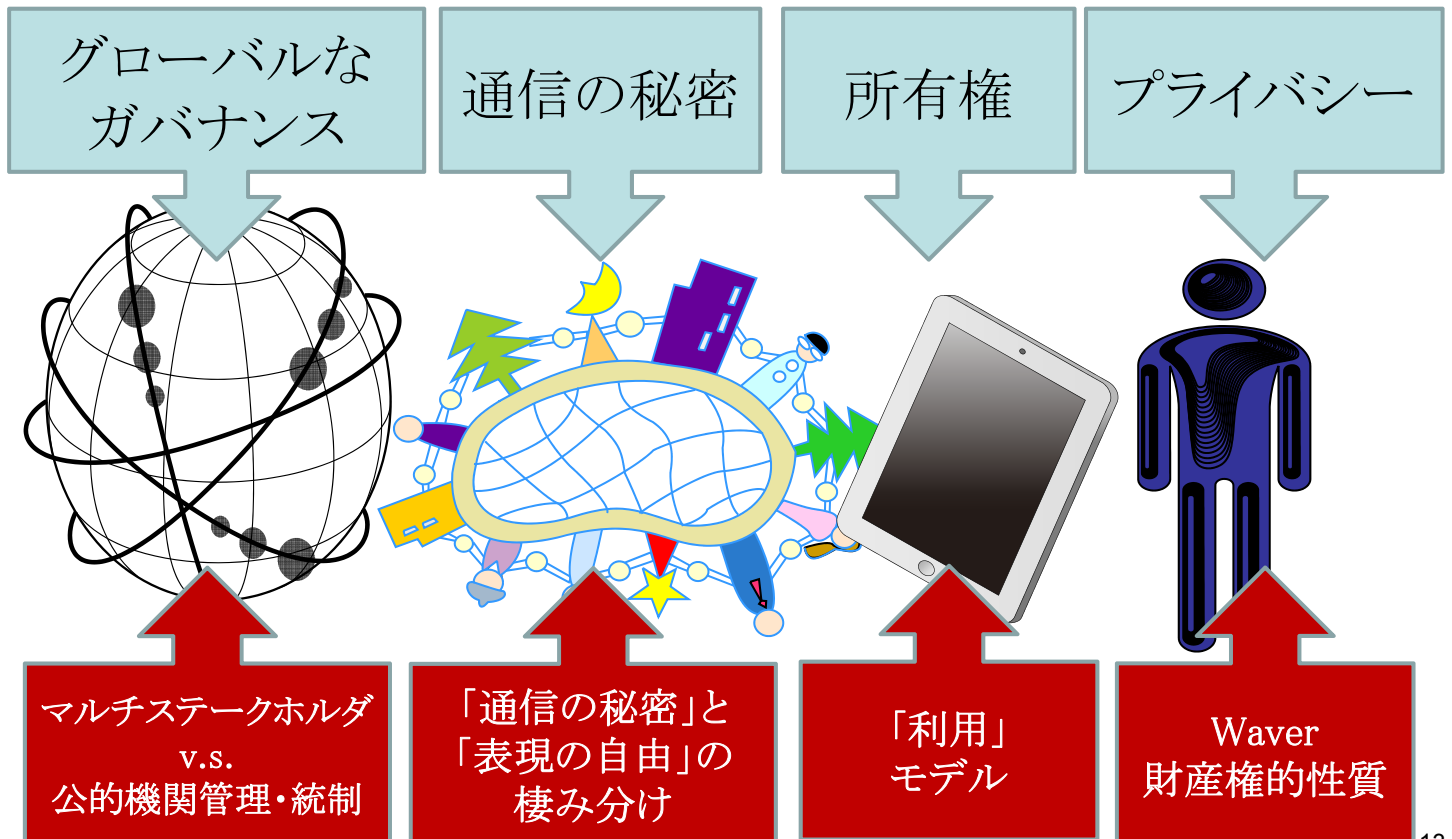 グローバルな
ガバナンス
通信の秘密
所有権
プライバシー
マルチステークホルダ
v.s.
公的機関管理・統制
「通信の秘密」と
「表現の自由」の
棲み分け
「利用」
モデル
Waver
財産権的性質